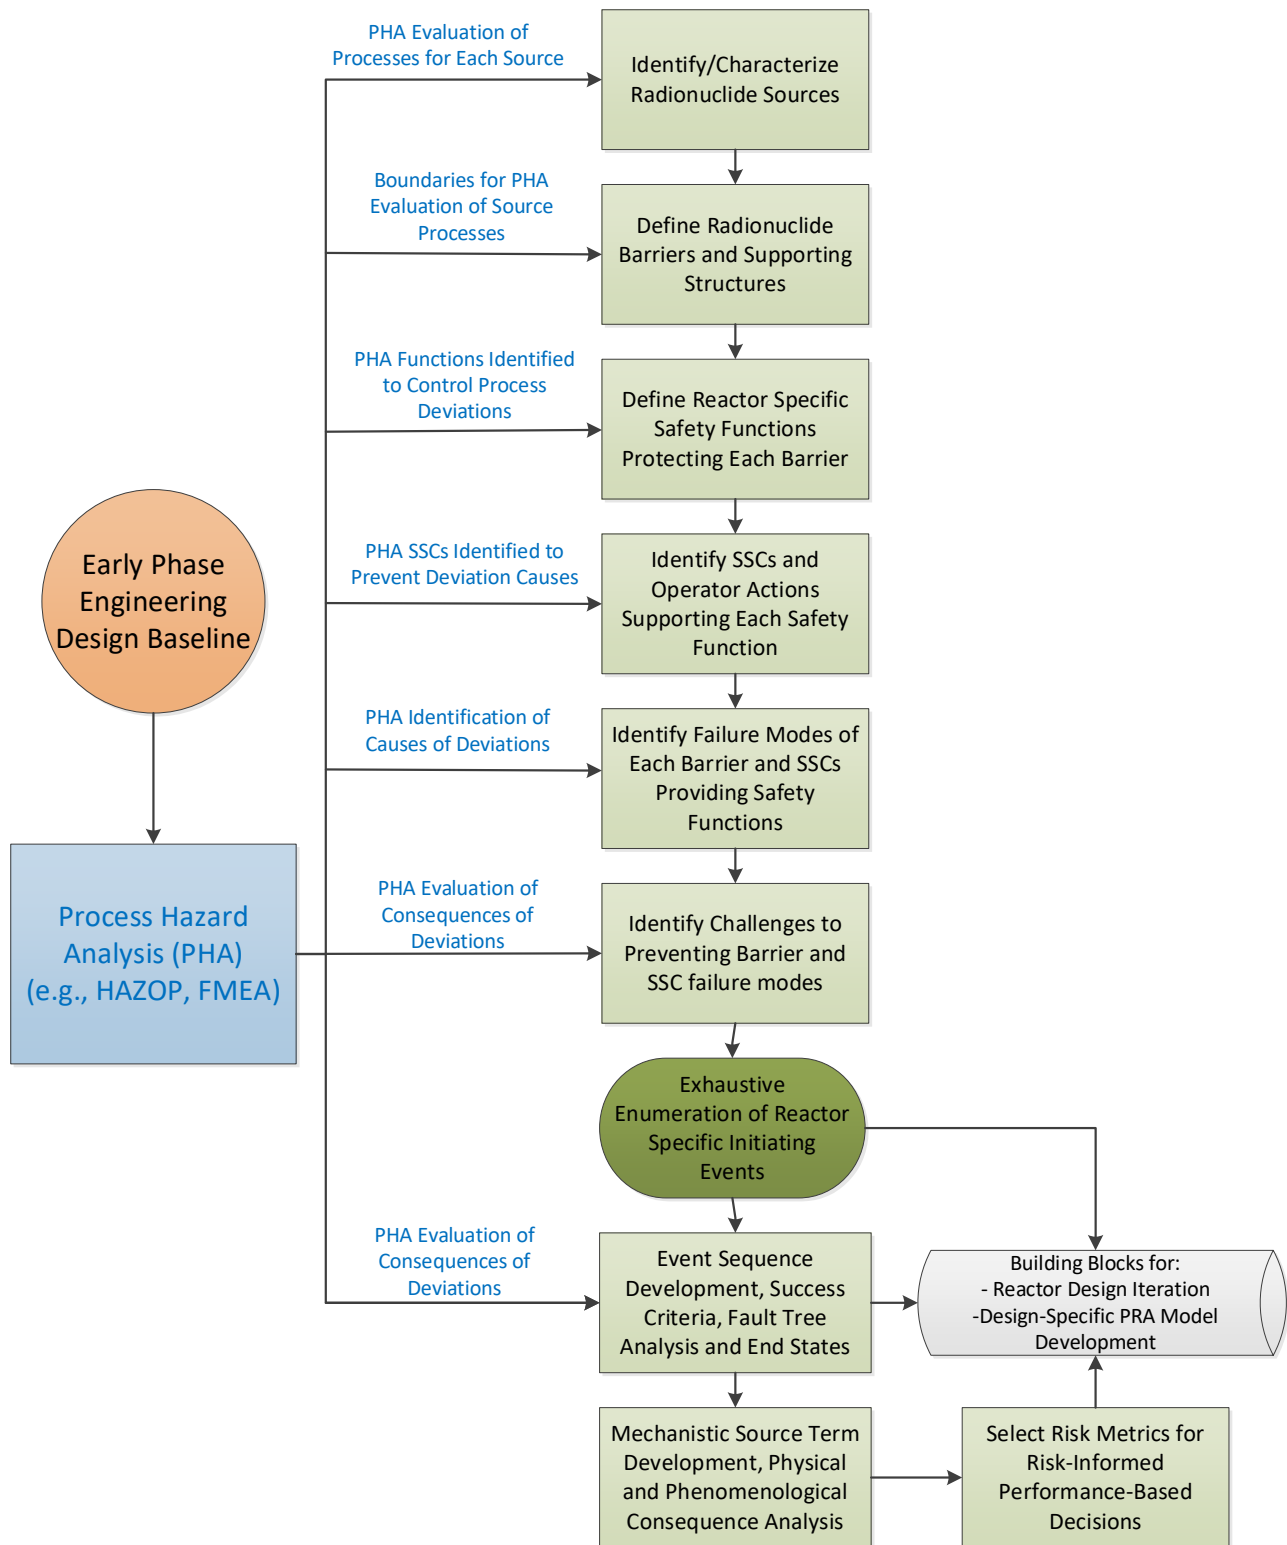 PHA Evaluation of
Processes for Each Source
Identify/Characterize
Radionuclide Sources
Boundaries for PHA
Evaluation of Source
Processes
Define Radionuclide
Barriers and Supporting
Structures
PHA Functions Identified
to Control Process
Deviations
Define Reactor Specific
Safety Functions
Protecting Each Barrier
Early Phase
Engineering
Design Baseline
PHA SSCs Identified to
Prevent Deviation Causes
Identify SSCs and
Operator Actions
Supporting Each Safety
Function
PHA Identification of
Causes of Deviations
Identify Failure Modes of
Each Barrier and SSCs
Providing Safety
Functions
Process Hazard
Analysis (PHA)
(e.g., HAZOP, FMEA)
PHA Evaluation of
Consequences of
Deviations
Identify Challenges to
Preventing Barrier and
SSC failure modes
Exhaustive
Enumeration of Reactor
Specific Initiating
Events
PHA Evaluation of
Consequences of
Deviations
Event Sequence
Development, Success
Criteria, Fault Tree
Analysis and End States
Building Blocks for:
- Reactor Design Iteration
-Design-Specific PRA Model
Development
Mechanistic Source Term
Development, Physical
and Phenomenological
Consequence Analysis
Select Risk Metrics for
Risk-Informed
Performance-Based
Decisions